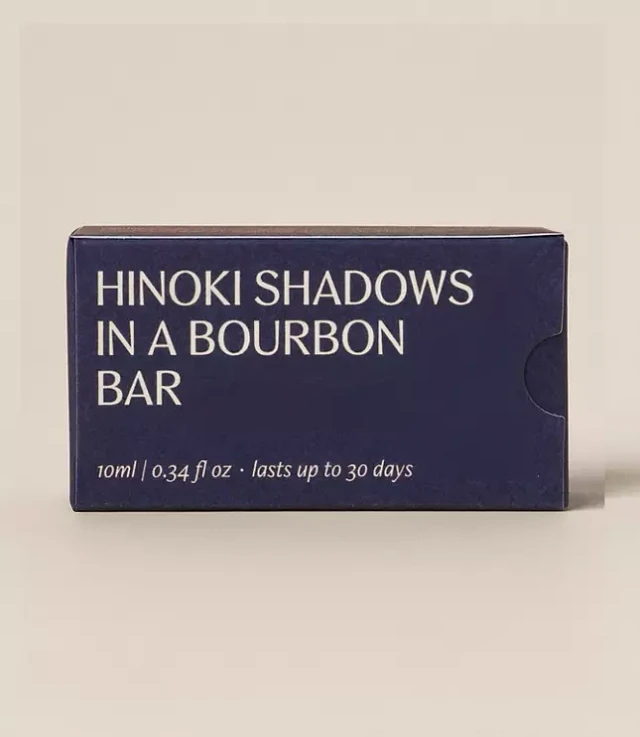 HINOKI SHADOWS
IN A BOURBON
BAR
10ml | 0.34 fl oz · lasts up to 30 days